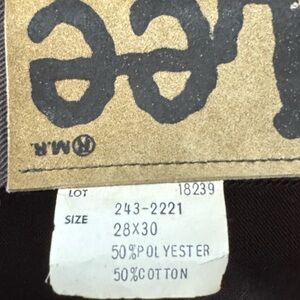 Lee
® M.R.
LOT 18239
243-2221
SIZE 28X30
50% POLYESTER
50% COTTON